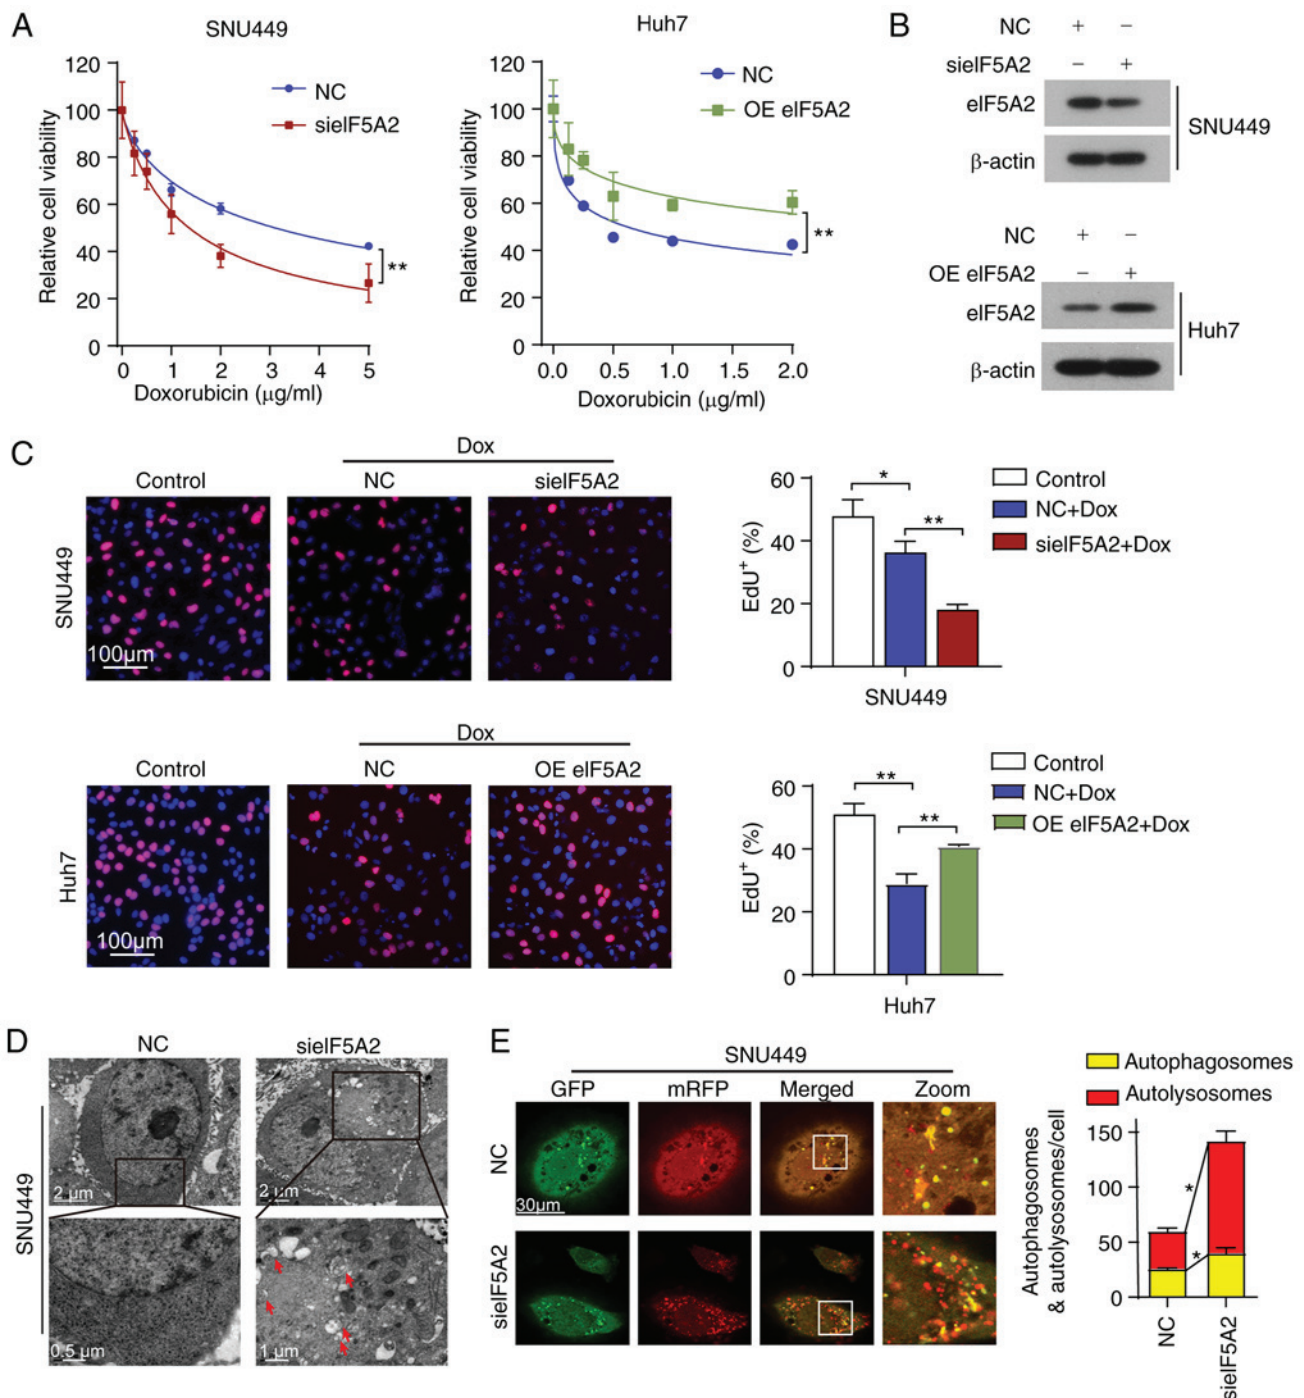 A
SNU449
Relative cell viability
120
100
80
60
40
20
0
NC
sieIF5A2
**
0 1 2 3 4 5
Doxorubicin (μg/ml)
Huh7
Relative cell viability
120
100
80
60
40
20
0
NC
OE eIF5A2
**
0.0 0.5 1.0 1.5 2.0
Doxorubicin (μg/ml)
B
NC + −
sieIF5A2 − +
eIF5A2
β-actin
SNU449
NC + −
OE eIF5A2 − +
eIF5A2
β-actin
Huh7
C
Dox
Control NC sieIF5A2
SNU449
100μm
EdU+ (%)
60
40
20
0
* **
SNU449
Control
NC+Dox
sieIF5A2+Dox
Dox
Control NC OE eIF5A2
Huh7
100μm
EdU+ (%)
60
40
20
0
** **
Huh7
Control
NC+Dox
OE eIF5A2+Dox
D
NC sieIF5A2
SNU449
2 μm 2 μm
0.5 μm 1 μm
E
SNU449
GFP mRFP Merged Zoom
NC
30μm
sieIF5A2
Autophagosomes
Autolysosomes
Autophagosomes
& autolysosomes/cell
150
100
50
0
* *
NC
sieIF5A2